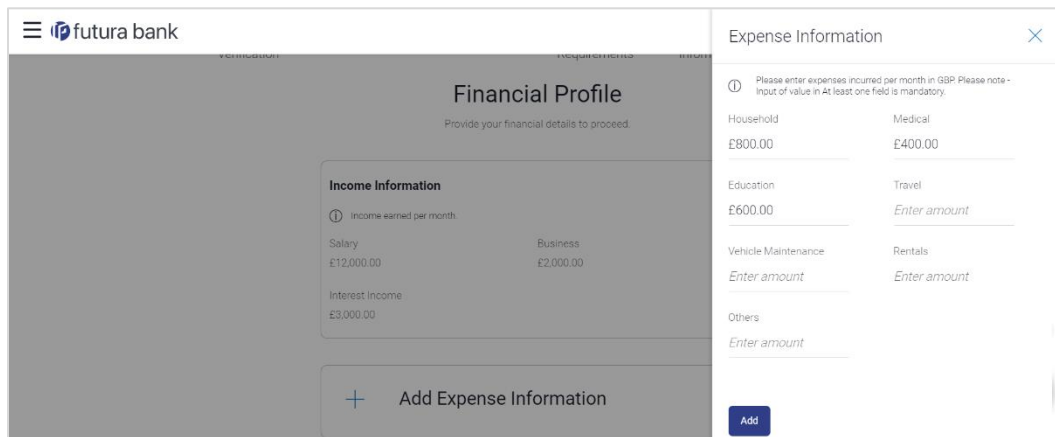 futura bank
Expense Information
Verification Requirements
Please enter expenses incurred per month in GBP. Please note -
Input of value in At least one field is mandatory.
Financial Profile
Provide your financial details to proceed.
Household Medical
£800.00 £400.00
Income Information
Income earned per month.
Education Travel
£600.00 Enter amount
Salary Business
£12,000.00 £2,000.00
Vehicle Maintenance Rentals
Enter amount Enter amount
Interest Income
£3,000.00
Others
Enter amount
Add Expense Information
Add